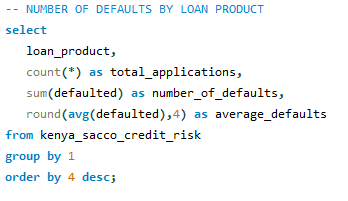 -- NUMBER OF DEFAULTS BY LOAN PRODUCT
select
loan_product,
count(*) as total_applications,
sum(defaulted) as number_of_defaults,
round(avg(defaulted),4) as average_defaults
from kenya_sacco_credit_risk
group by 1
order by 4 desc;